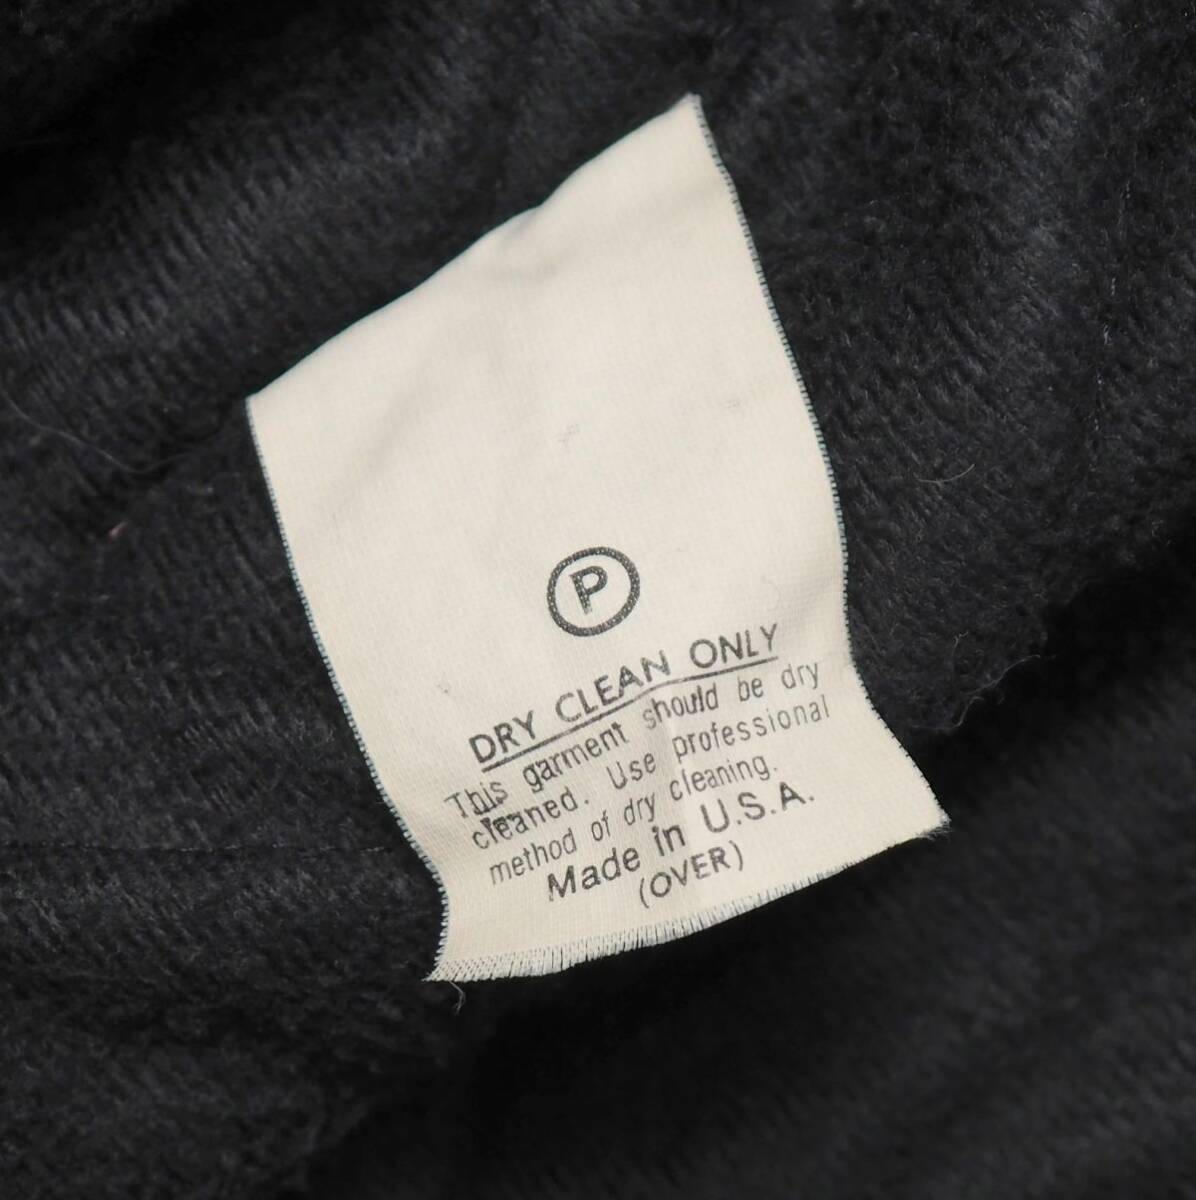 P
DRY CLEAN ONLY
This garment should be dry
cleaned. Use professional
method of dry cleaning.
Made in U.S.A.
(OVER)